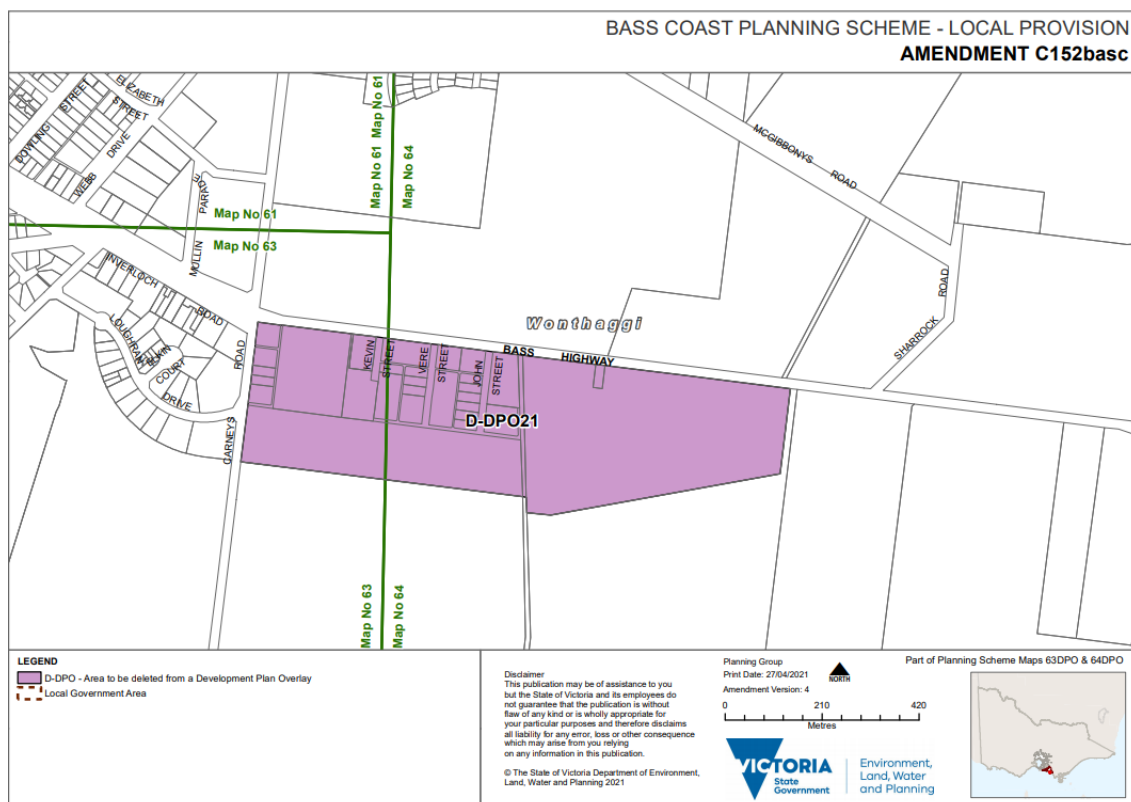 BASS COAST PLANNING SCHEME - LOCAL PROVISION
AMENDMENT C152basc
ELIZABETH
STREET
STREET
DOWLING
WEBB
DRIVE
Map No 61
Map No 61
Map No 61
Map No 64
Map No 63
MULLIN
PARADE
MCGIBBONYS
ROAD
INVERLOCH
ROAD
LOUGHRAN
DRIVE
EKIN
COURT
ROAD
GARNEYS
Wonthaggi
BASS
HIGHWAY
KEVIN
STREET
VERE
STREET
JOHN
STREET
D-DPO21
SHARROCK
ROAD
Map No 63
Map No 64
LEGEND
D-DPO - Area to be deleted from a Development Plan Overlay
Local Government Area
Disclaimer
This publication may be of assistance to you
but the State of Victoria and its employees do
not guarantee that the publication is without
flaw of any kind or is wholly appropriate for
your particular purposes and therefore disclaims
all liability for any error, loss or other consequence
which may arise from you relying
on any information in this publication.
© The State of Victoria Department of Environment,
Land, Water and Planning 2021
Planning Group
Print Date: 27/04/2021
Amendment Version: 4
NORTH
0 210 420
Metres
VICTORIA
State
Government
Environment,
Land, Water
and Planning
Part of Planning Scheme Maps 63DPO & 64DPO